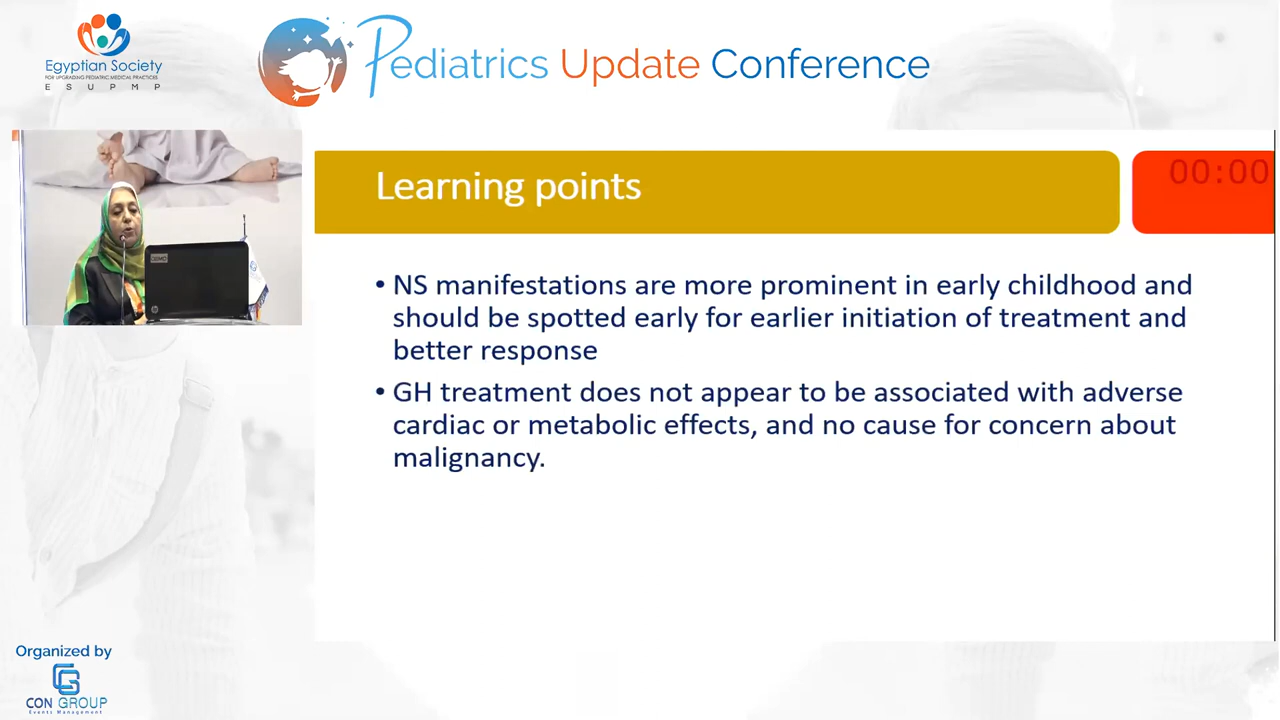 Egyptian Society
FOR UPGRADING PEDIATRIC MEDICAL PRACTICES
E S U P M P
Pediatrics Update Conference
Learning points
00:00
• NS manifestations are more prominent in early childhood and
should be spotted early for earlier initiation of treatment and
better response
• GH treatment does not appear to be associated with adverse
cardiac or metabolic effects, and no cause for concern about
malignancy.
Organized by
CON GROUP
Events Management